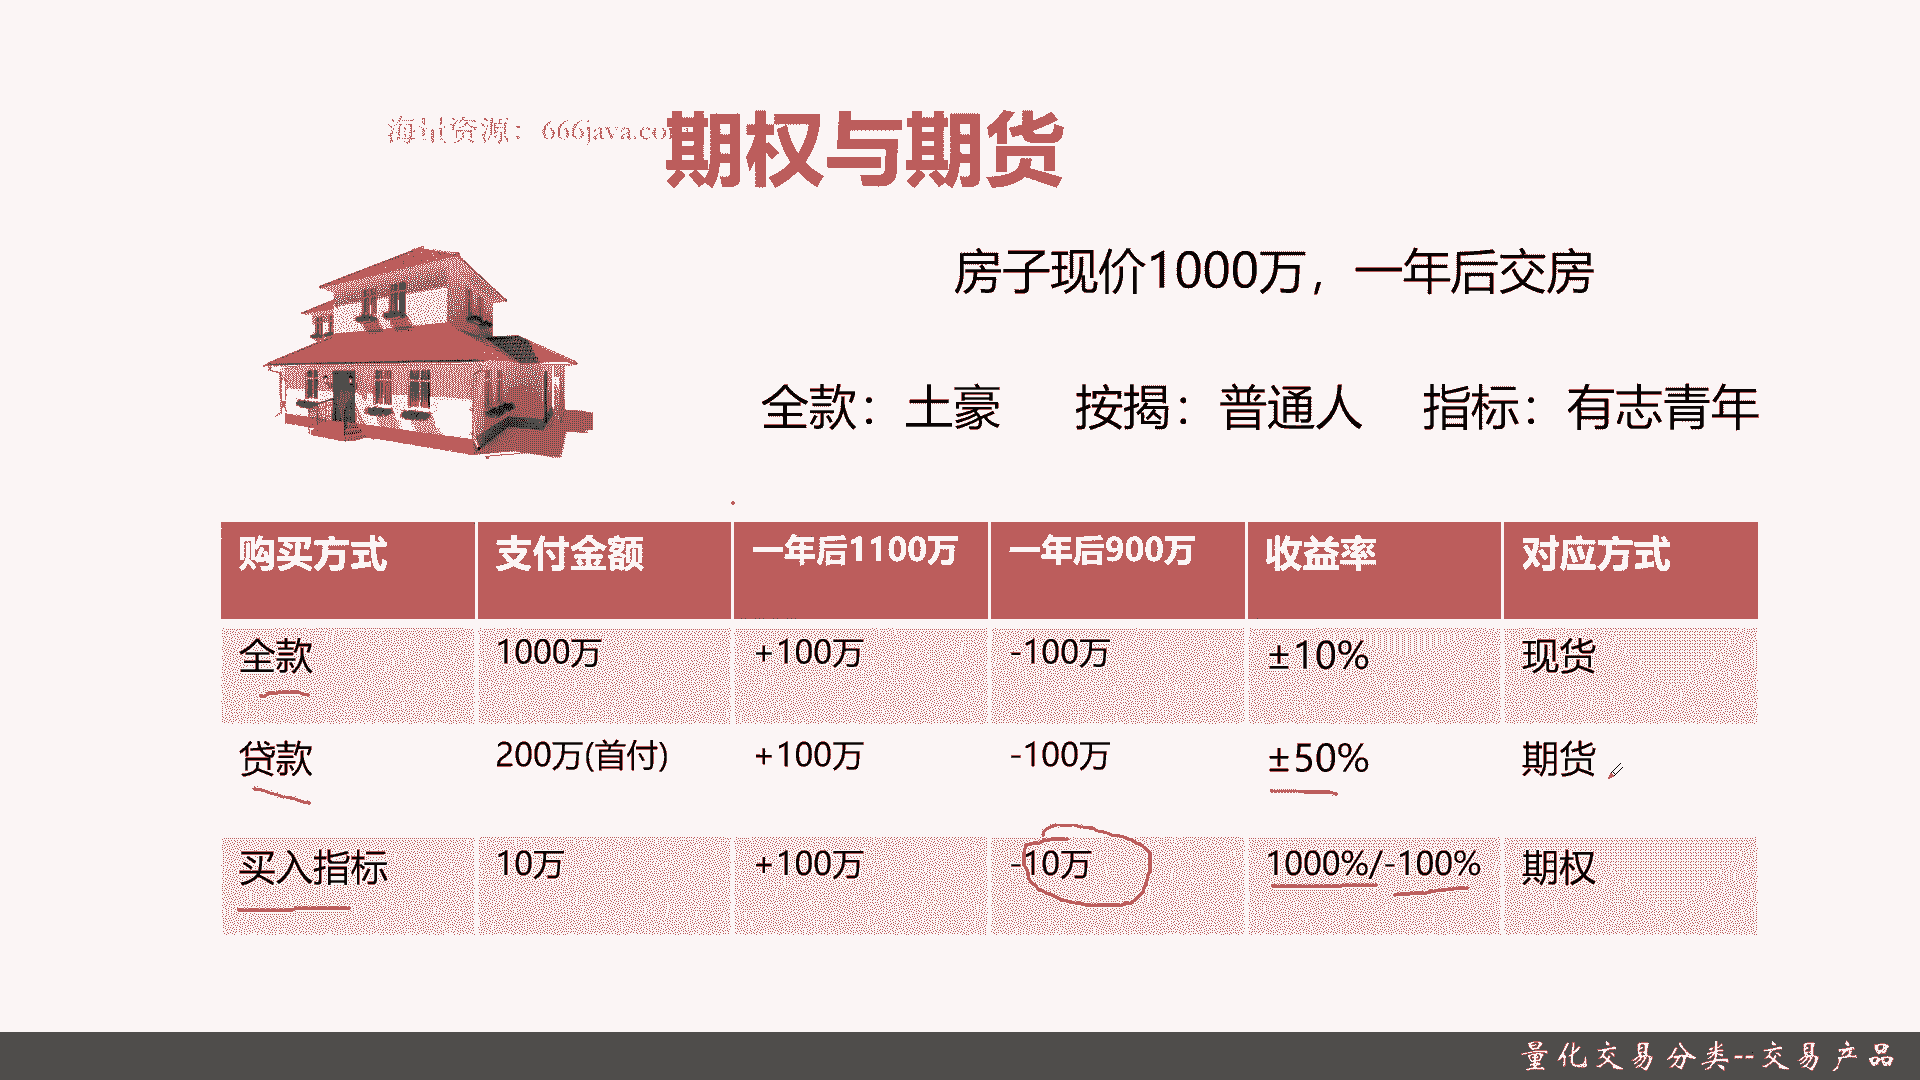 海量资源：666java.co
期权与期货
房子现价1000万，一年后交房
全款：土豪 按揭：普通人 指标：有志青年
购买方式 支付金额 一年后1100万 一年后900万 收益率 对应方式
全款 1000万 +100万 -100万 ±10% 现货
贷款 200万(首付) +100万 -100万 ±50% 期货
买入指标 10万 +100万 -10万 1000%/-100% 期权
量化交易分类--交易产品